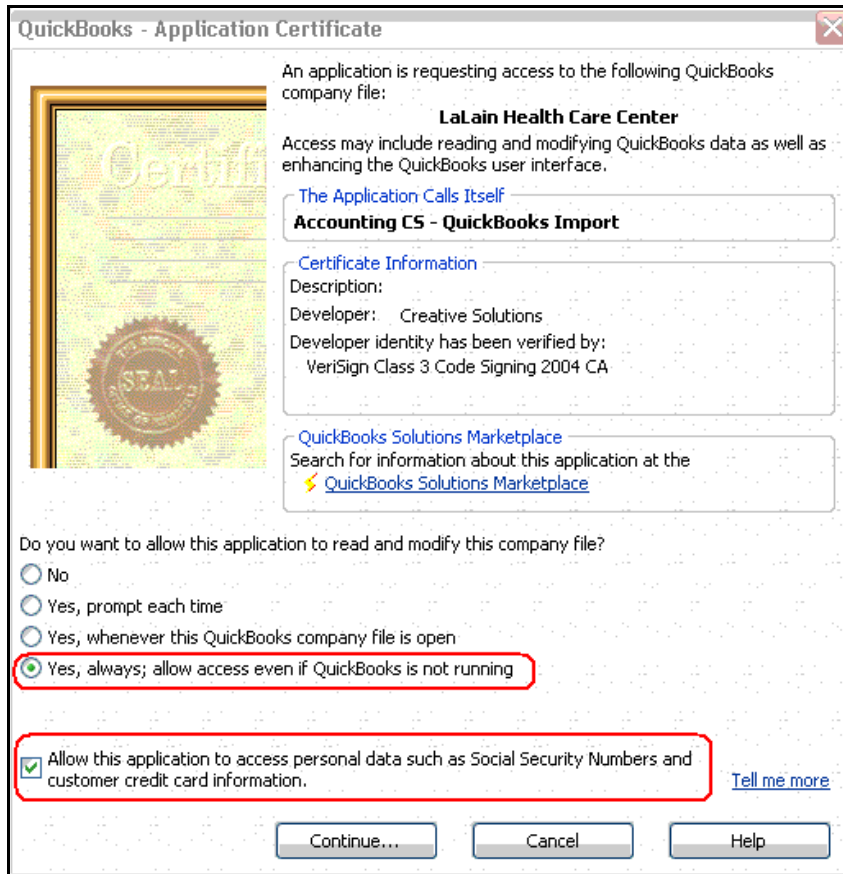 QuickBooks - Application Certificate
An application is requesting access to the following QuickBooks
company file:
LaLain Health Care Center
Access may include reading and modifying QuickBooks data as well as
enhancing the QuickBooks user interface.
Certifi
The Application Calls Itself
Accounting CS - QuickBooks Import
Certificate Information
Description:
Developer: Creative Solutions
Developer identity has been verified by:
VeriSign Class 3 Code Signing 2004 CA
SEAL
QuickBooks Solutions Marketplace
Search for information about this application at the
QuickBooks Solutions Marketplace
Do you want to allow this application to read and modify this company file?
No
Yes, prompt each time
Yes, whenever this QuickBooks company file is open
Yes, always; allow access even if QuickBooks is not running
Allow this application to access personal data such as Social Security Numbers and
customer credit card information.
Tell me more
Continue... Cancel Help